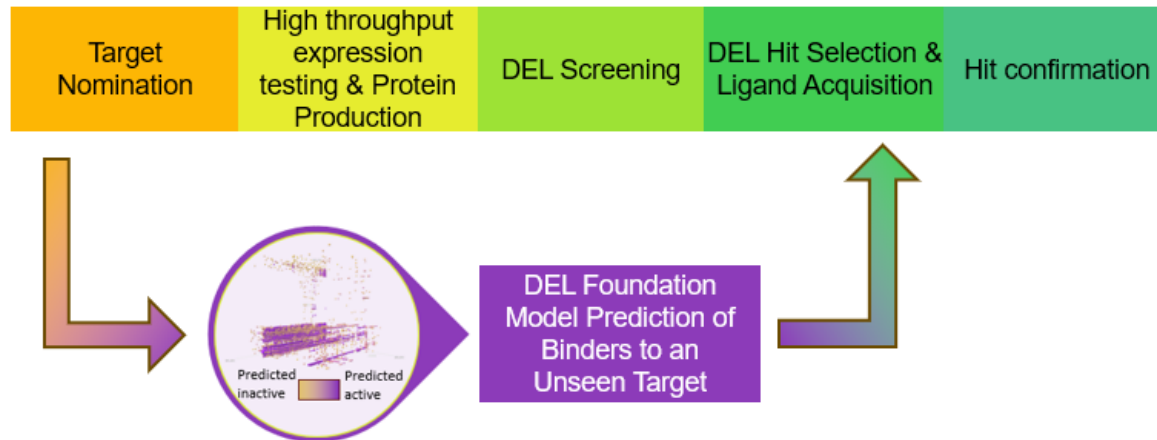 Target
Nomination
High throughput
expression
testing & Protein
Production
DEL Screening
DEL Hit Selection &
Ligand Acquisition
Hit confirmation
Predicted
inactive
Predicted
active
DEL Foundation
Model Prediction of
Binders to an
Unseen Target